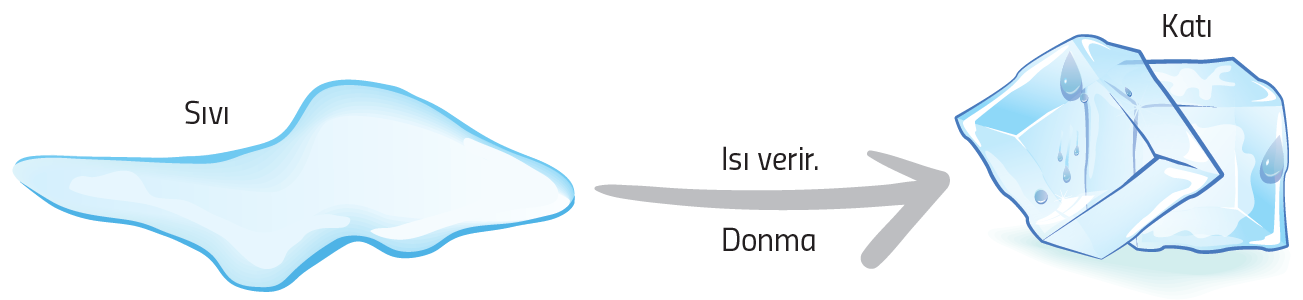 Sıvı
Isı verir.
Donma
Katı